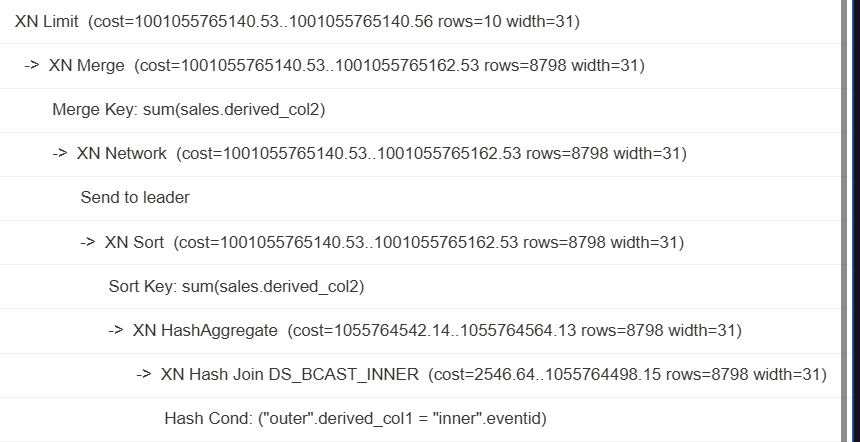 XN Limit (cost=1001055765140.53..1001055765140.56 rows=10 width=31)
-> XN Merge (cost=1001055765140.53..1001055765162.53 rows=8798 width=31)
Merge Key: sum(sales.derived_col2)
-> XN Network (cost=1001055765140.53..1001055765162.53 rows=8798 width=31)
Send to leader
-> XN Sort (cost=1001055765140.53..1001055765162.53 rows=8798 width=31)
Sort Key: sum(sales.derived_col2)
-> XN HashAggregate (cost=1055764542.14..1055764564.13 rows=8798 width=31)
-> XN Hash Join DS_BCAST_INNER (cost=2546.64..1055764498.15 rows=8798 width=31)
Hash Cond: ("outer".derived_col1 = "inner".eventid)